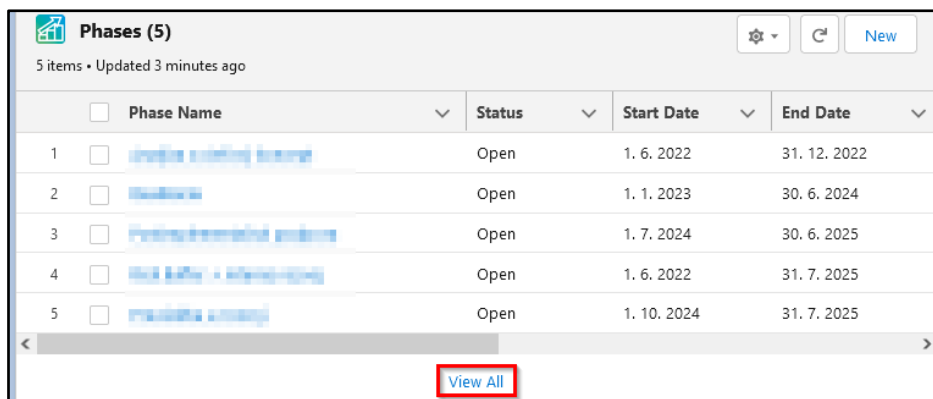 Phases (5)
New
5 items • Updated 3 minutes ago
Phase Name Status Start Date End Date
1 Open 1. 6. 2022 31. 12. 2022
2 Open 1. 1. 2023 30. 6. 2024
3 Open 1. 7. 2024 30. 6. 2025
4 Open 1. 6. 2022 31. 7. 2025
5 Open 1. 10. 2024 31. 7. 2025
View All